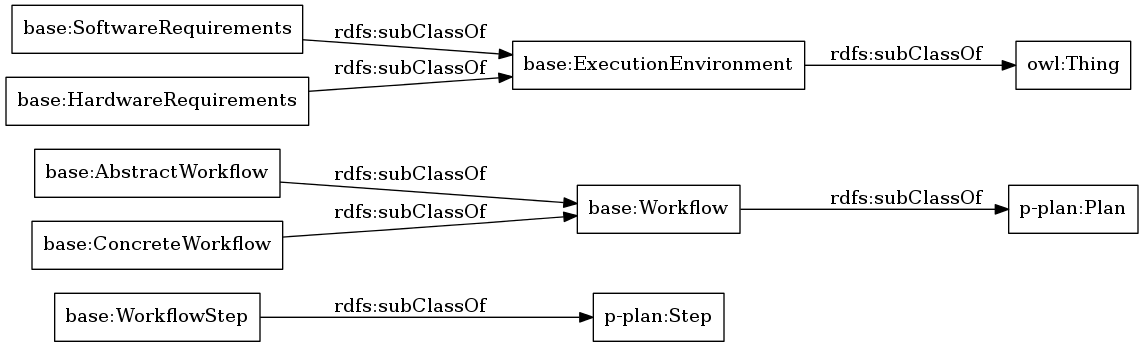 base:SoftwareRequirements
rdfs:subClassOf
base:HardwareRequirements
rdfs:subClassOf
base:ExecutionEnvironment
rdfs:subClassOf
owl:Thing
base:AbstractWorkflow
rdfs:subClassOf
base:ConcreteWorkflow
rdfs:subClassOf
base:Workflow
rdfs:subClassOf
p-plan:Plan
base:WorkflowStep
rdfs:subClassOf
p-plan:Step